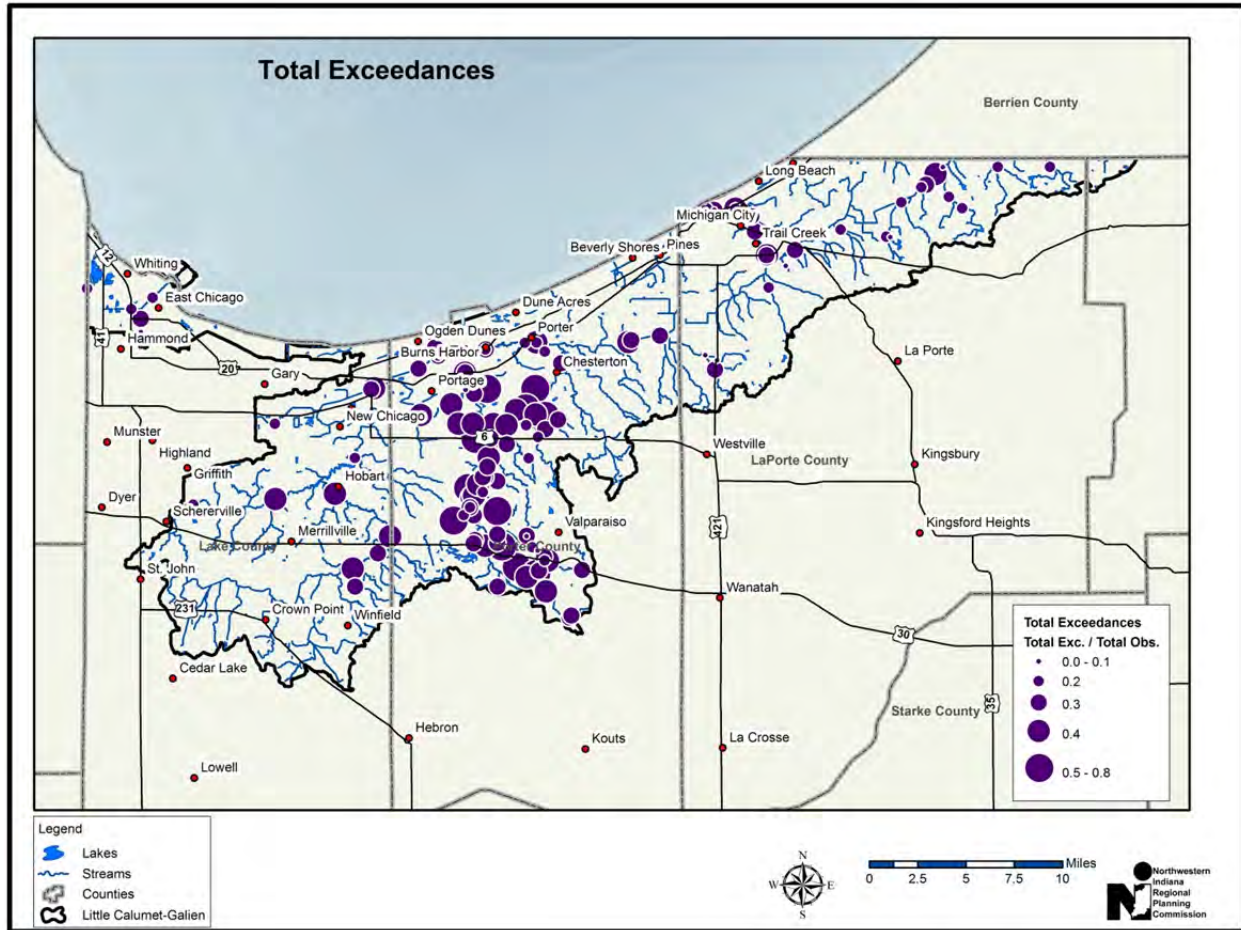 Total Exceedances
Berrien County
Long Beach
Michigan City
Trail Creek
Beverly Shores
Pines
12
Whiting
East Chicago
Dune Acres
41
Hammond
Ogden Dunes
Porter
Burns Harbor
20
Chesterton
La Porte
Gary
Portage
New Chicago
Munster
6
Highland
Westville
LaPorte County
Kingsbury
Griffith
Hobart
Dyer
Schererville
Valparaiso
421
Kingsford Heights
Lake County
Merrillville
St. John
Wanatah
231
Crown Point
Winfield
30
Cedar Lake
35
Starke County
Hebron
Kouts
La Crosse
Lowell
Total Exceedances
Total Exc. / Total Obs.
0.0 - 0.1
0.2
0.3
0.4
0.5 - 0.8
Legend
Lakes
Streams
Counties
Little Calumet-Galien
N
W E
S
Miles
0 2.5 5 7.5 10
Northwestern
Indiana
Regional
Planning
Commission